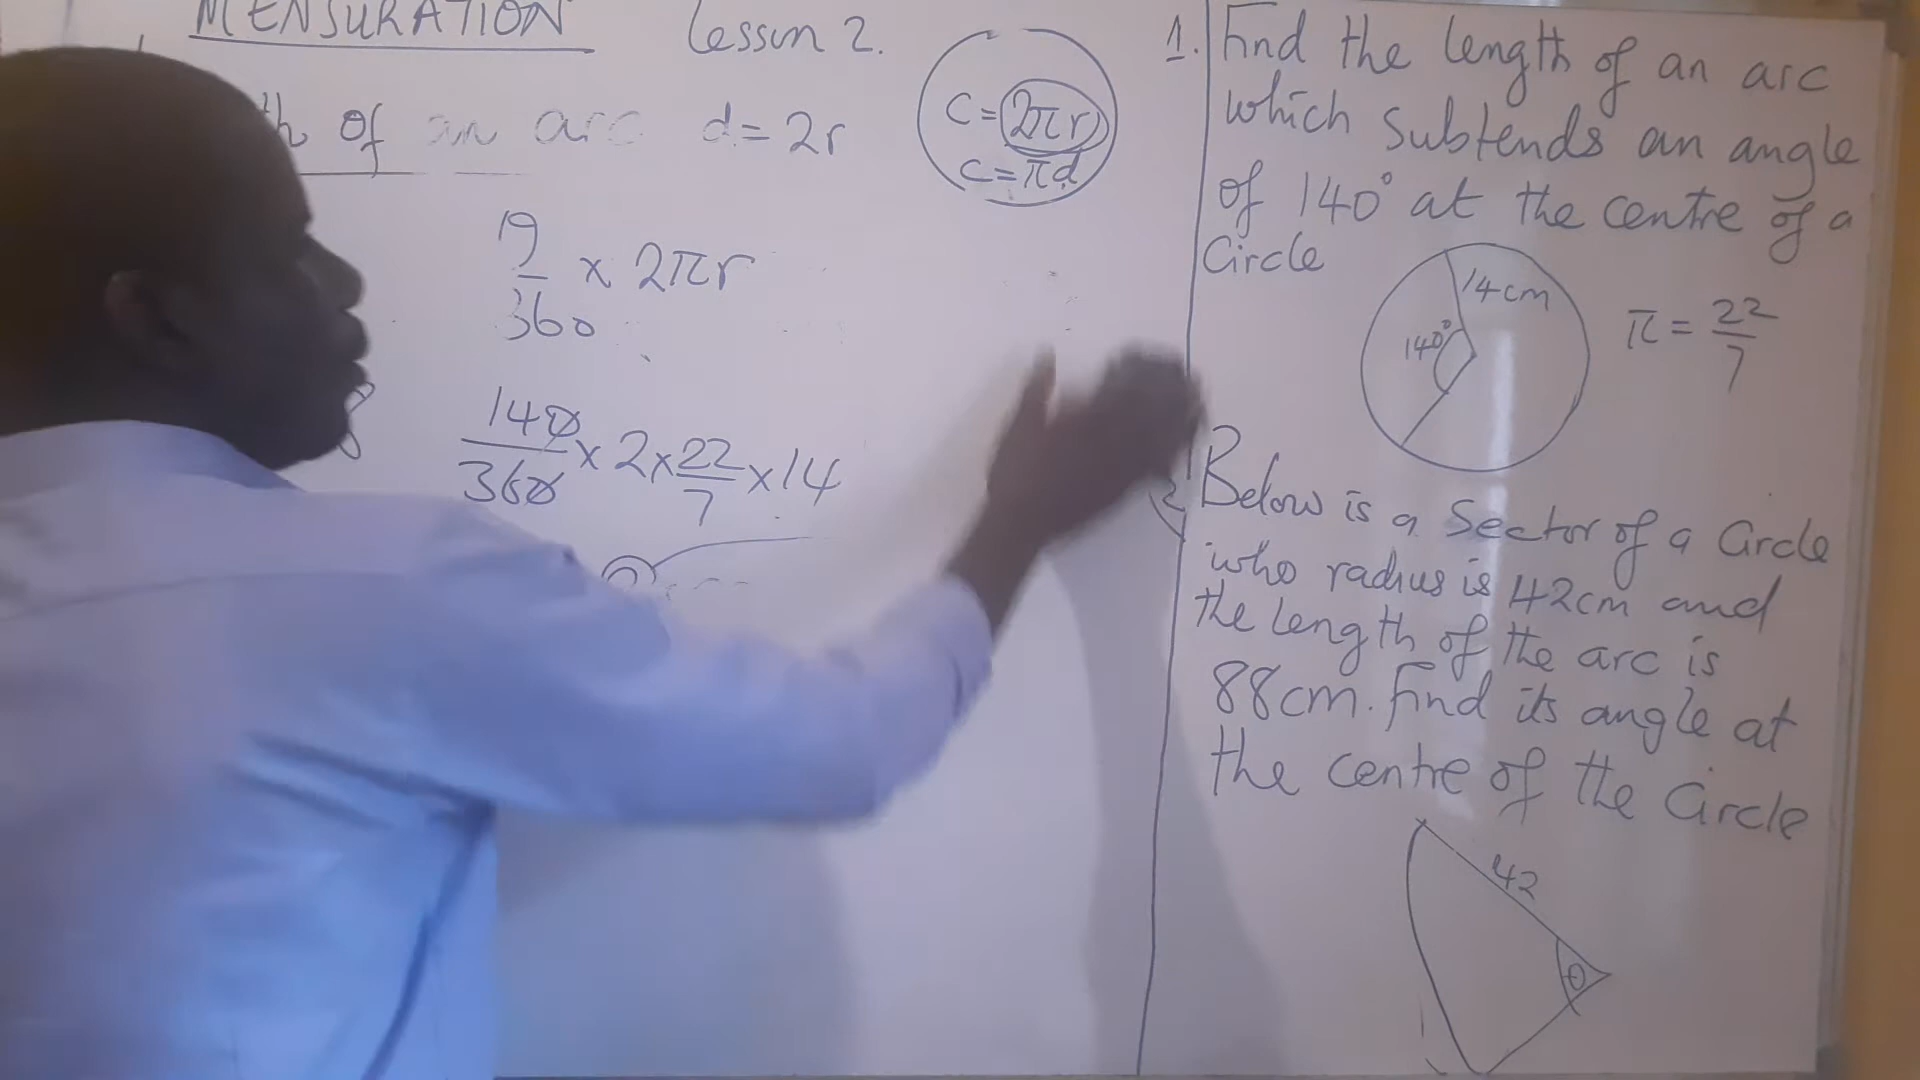 MENSURATION Lesson 2.
th of an arc d = 2r
C = 2πr
C = πd
θ/360 × 2πr
140/360 × 2 × 22/7 × 14
1. Find the length of an arc
which subtends an angle
of 140° at the centre of a
Circle
14cm
140°
π = 22/7
2. Below is a Sector of a Circle
who radius is 42cm and
the length of the arc is
88cm. find its angle at
the centre of the Circle
42
θ